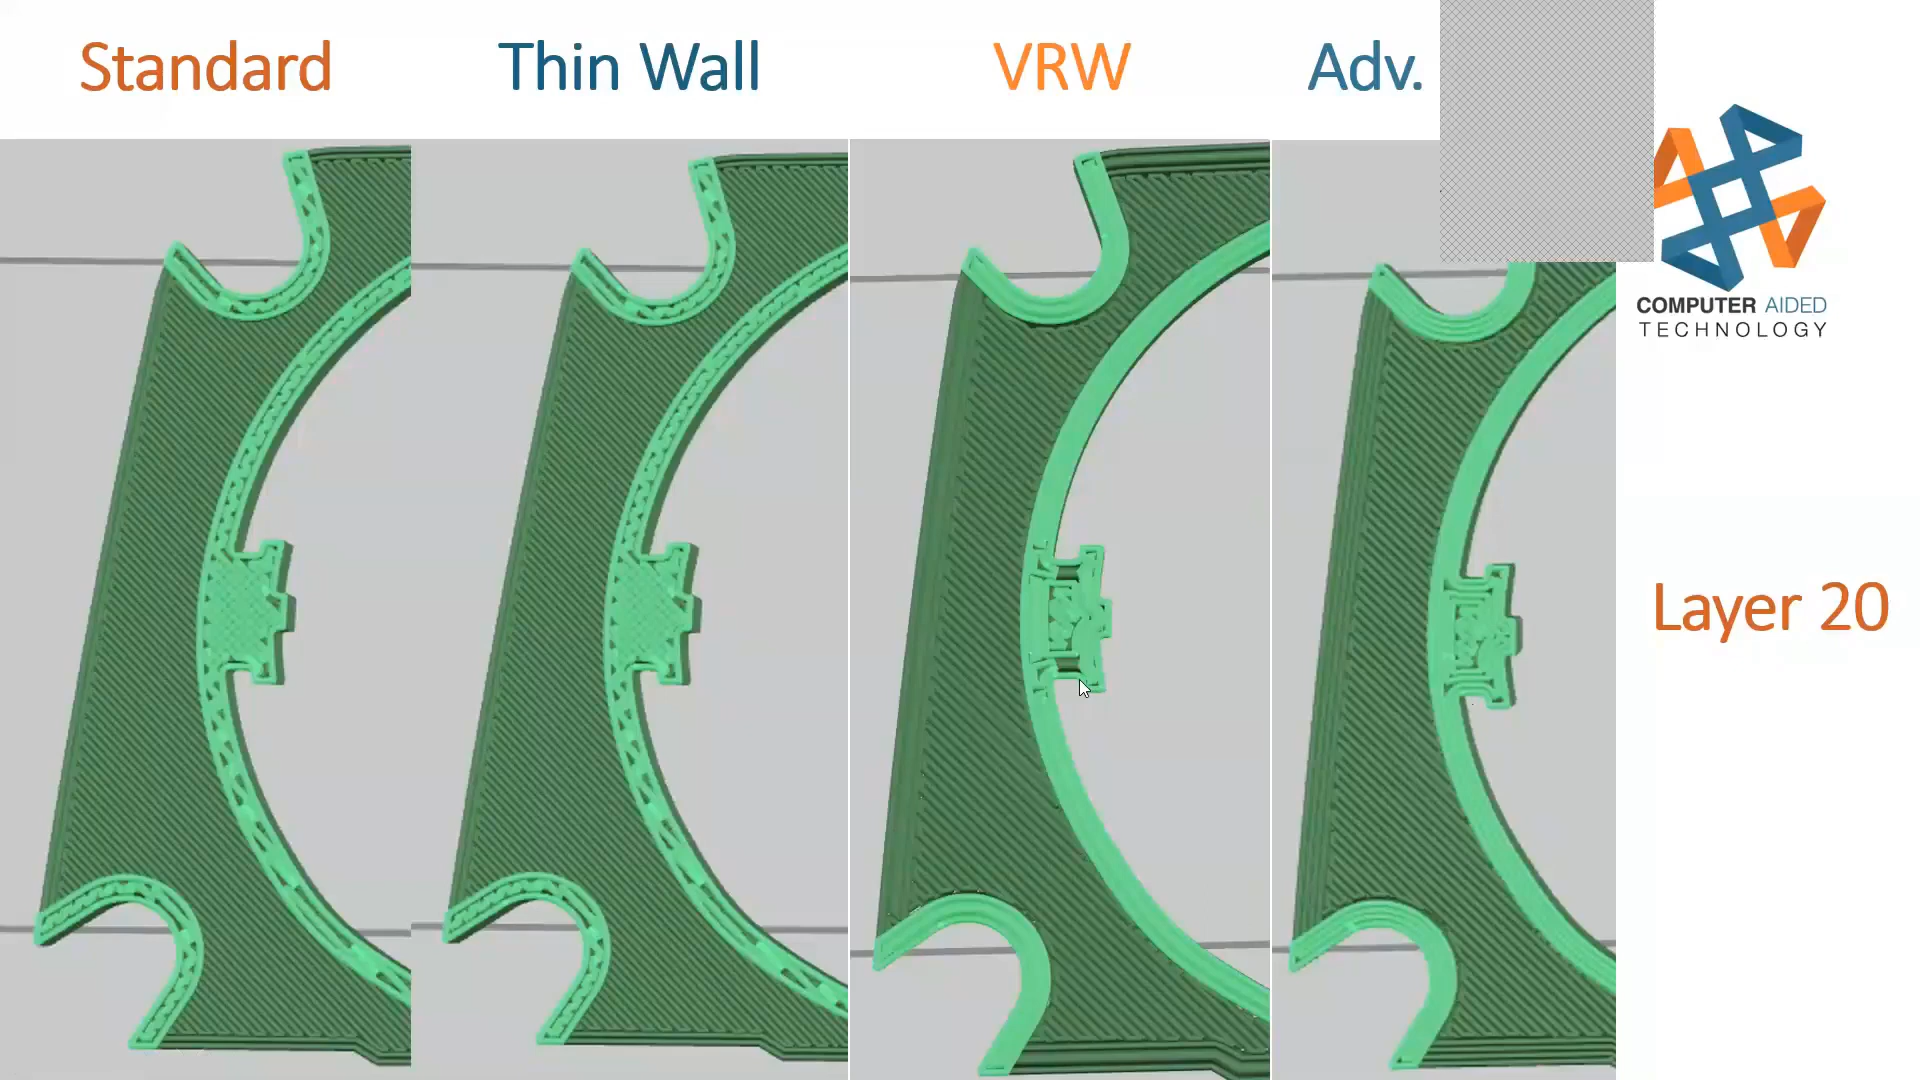 Standard
Thin Wall
VRW
Adv.
COMPUTER AIDED
TECHNOLOGY
Layer 20